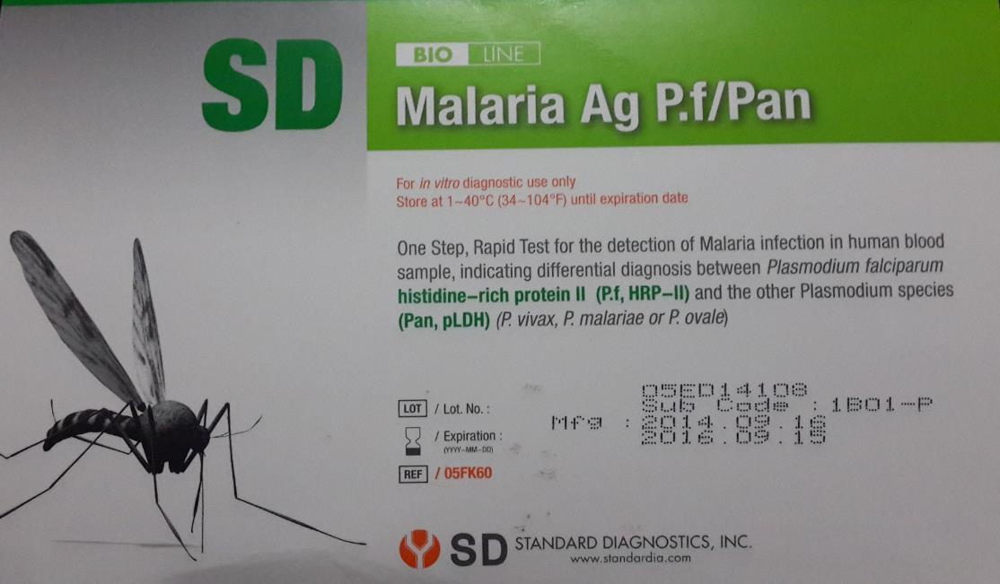 SD
BIO LINE
Malaria Ag P.f/Pan
For in vitro diagnostic use only
Store at 1~40°C (34~104°F) until expiration date
One Step, Rapid Test for the detection of Malaria infection in human blood
sample, indicating differential diagnosis between Plasmodium falciparum
histidine-rich protein II (P.f, HRP-II) and the other Plasmodium species
(Pan, pLDH) (P. vivax, P. malariae or P. ovale)
LOT / Lot. No. : 05ED14108
Sub Code : 1B01-P
Mfg : 2014.09.16
/ Expiration : 2016.09.15
(YYYY-MM-DD)
REF / 05FK60
SD STANDARD DIAGNOSTICS, INC.
www.standardia.com